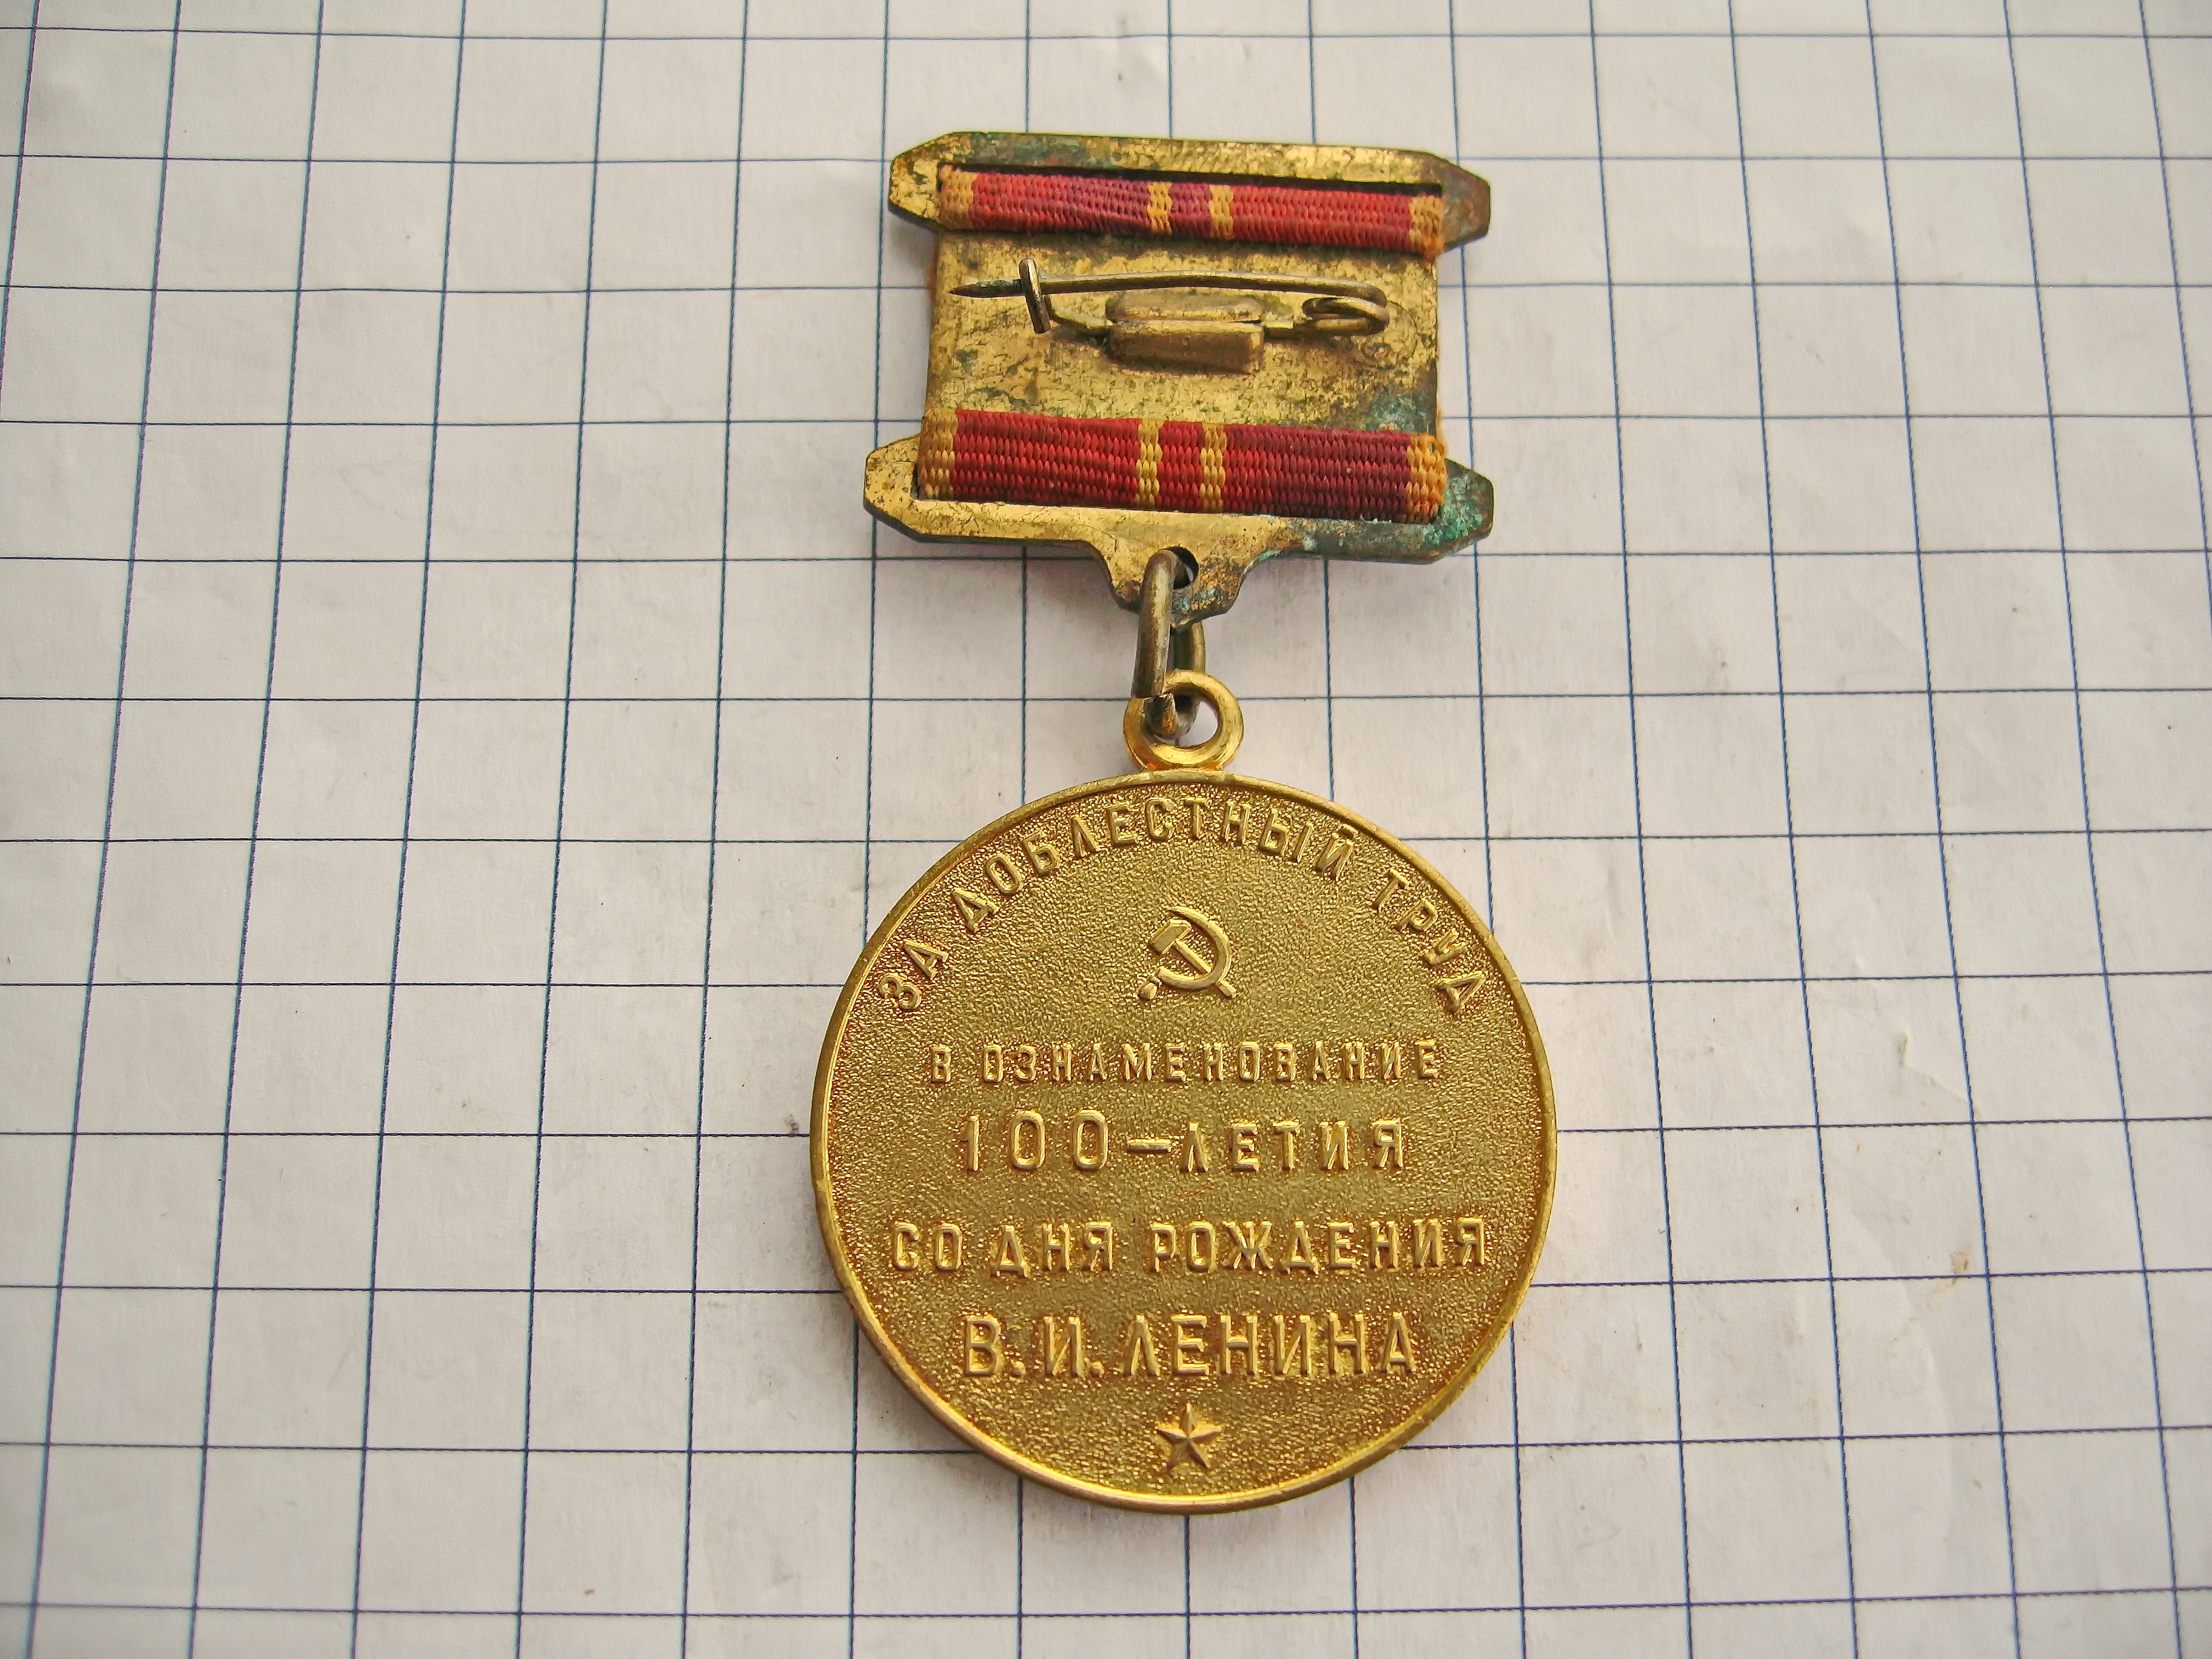 ЗА ДОБЛЕСТНЫЙ ТРУД
В ОЗНАМЕНОВАНИЕ
100-ЛЕТИЯ
СО ДНЯ РОЖДЕНИЯ
В.И.ЛЕНИНА